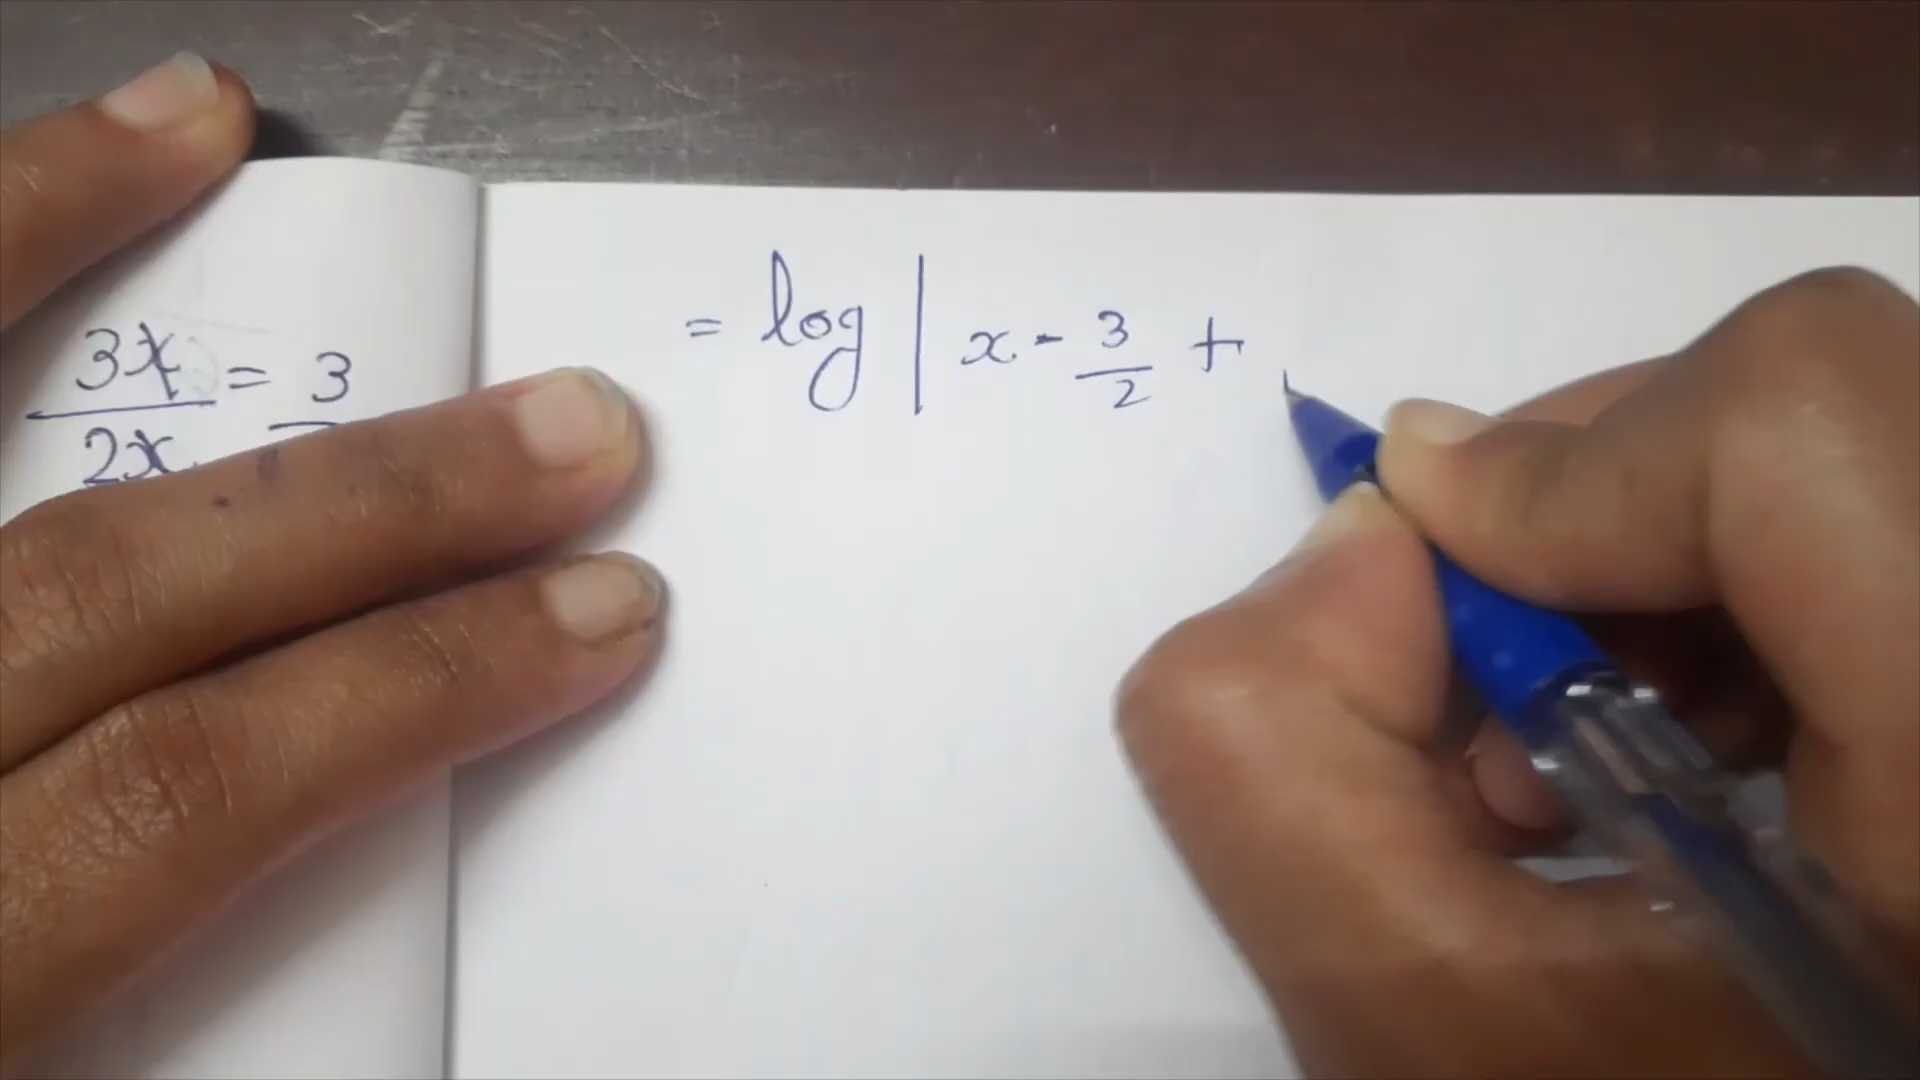 3x/2x = 3
= log | x - 3/2 +